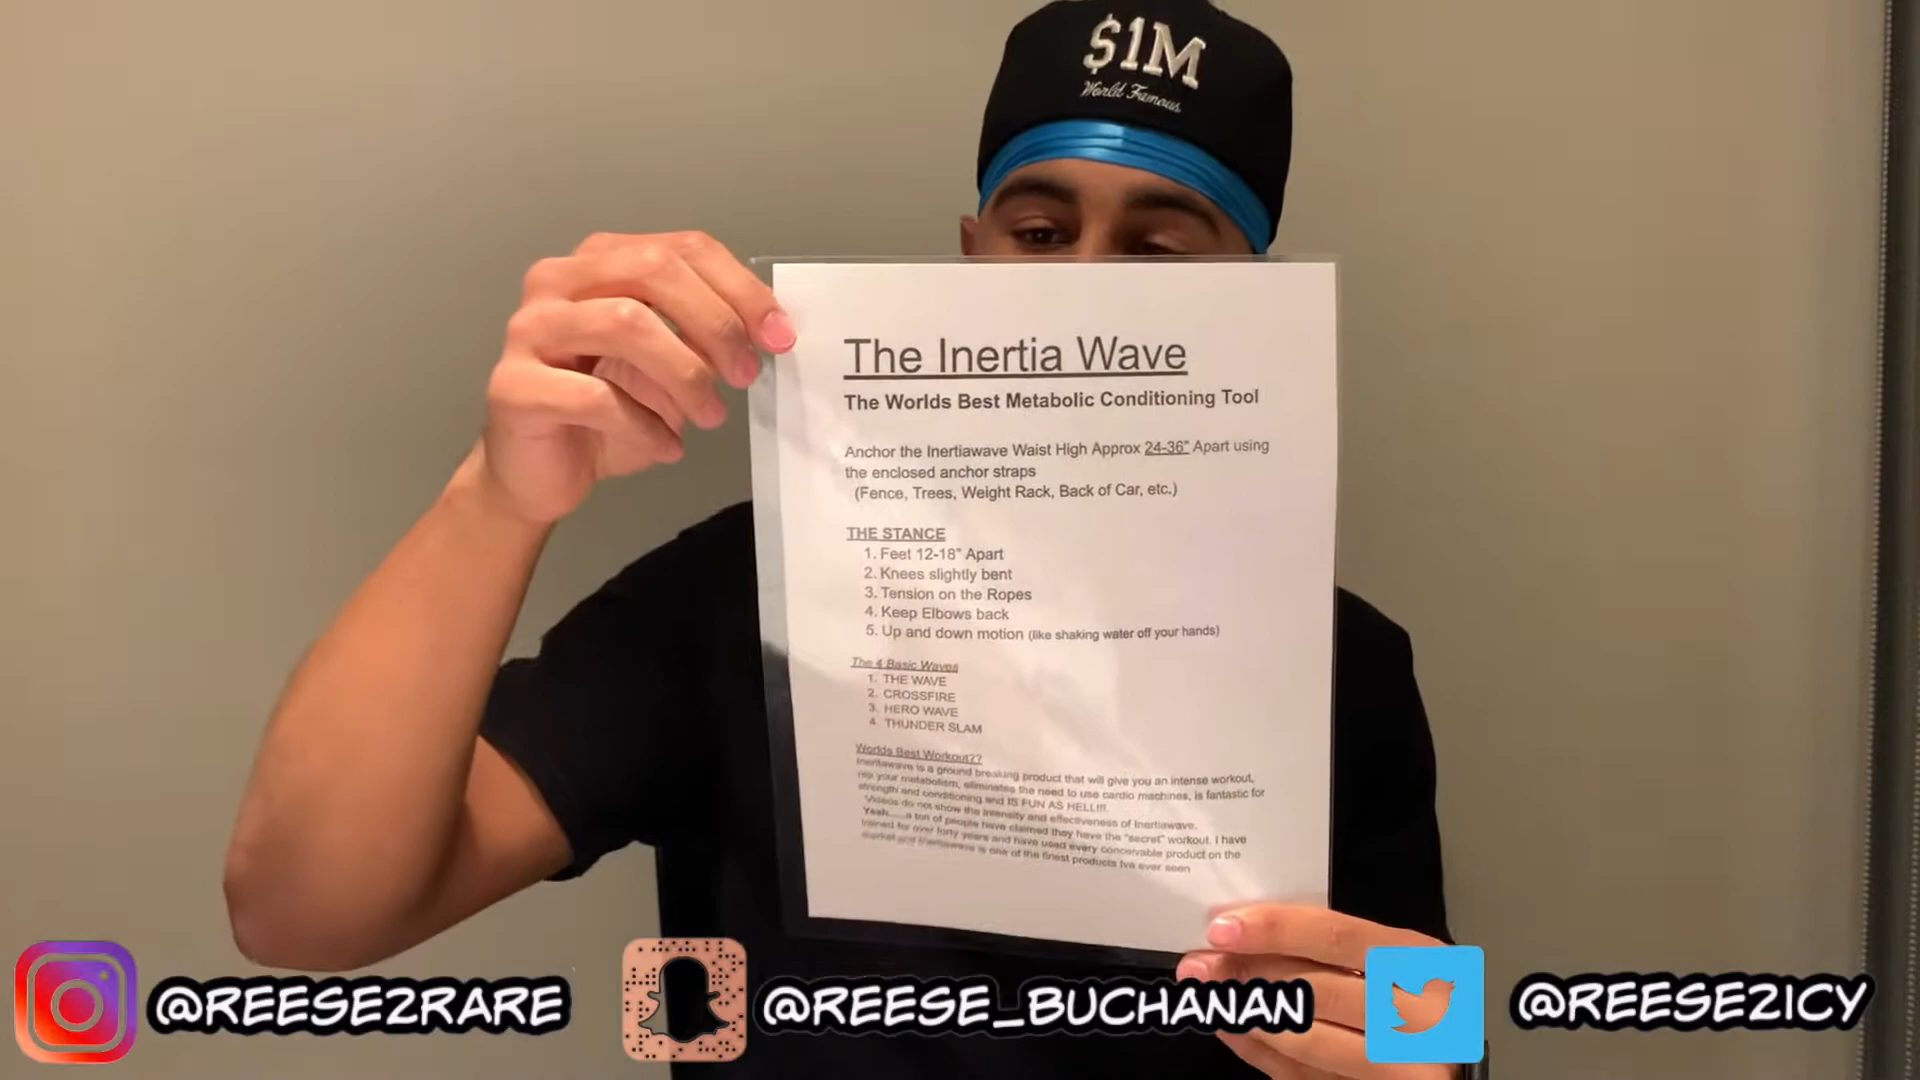 $1M
World Famous
The Inertia Wave
The Worlds Best Metabolic Conditioning Tool
Anchor the Inertiawave Waist High Approx 24-36" Apart using
the enclosed anchor straps
(Fence, Trees, Weight Rack, Back of Car, etc.)
THE STANCE
1. Feet 12-18" Apart
2. Knees slightly bent
3. Tension on the Ropes
4. Keep Elbows back
5. Up and down motion (like shaking water off your hands)
The 4 Basic Waves
1. THE WAVE
2. CROSSFIRE
3. HERO WAVE
4. THUNDER SLAM
Worlds Best Workout??
Inertiawave is a ground breaking product that will give you an intense workout,
rep your metabolism, eliminates the need to use cardio machines, is fantastic for
strength and conditioning and IS FUN AS HELL!!!
Videos do not show the intensity and effectiveness of Inertiawave.
Yeah..... a ton of people have claimed they have the "secret" workout. I have
trained for over forty years and have used every conceivable product on the
market and Inertiawave is one of the finest products Iva ever seen
@REESE2RARE
@REESE_BUCHANAN
@REESE2ICY